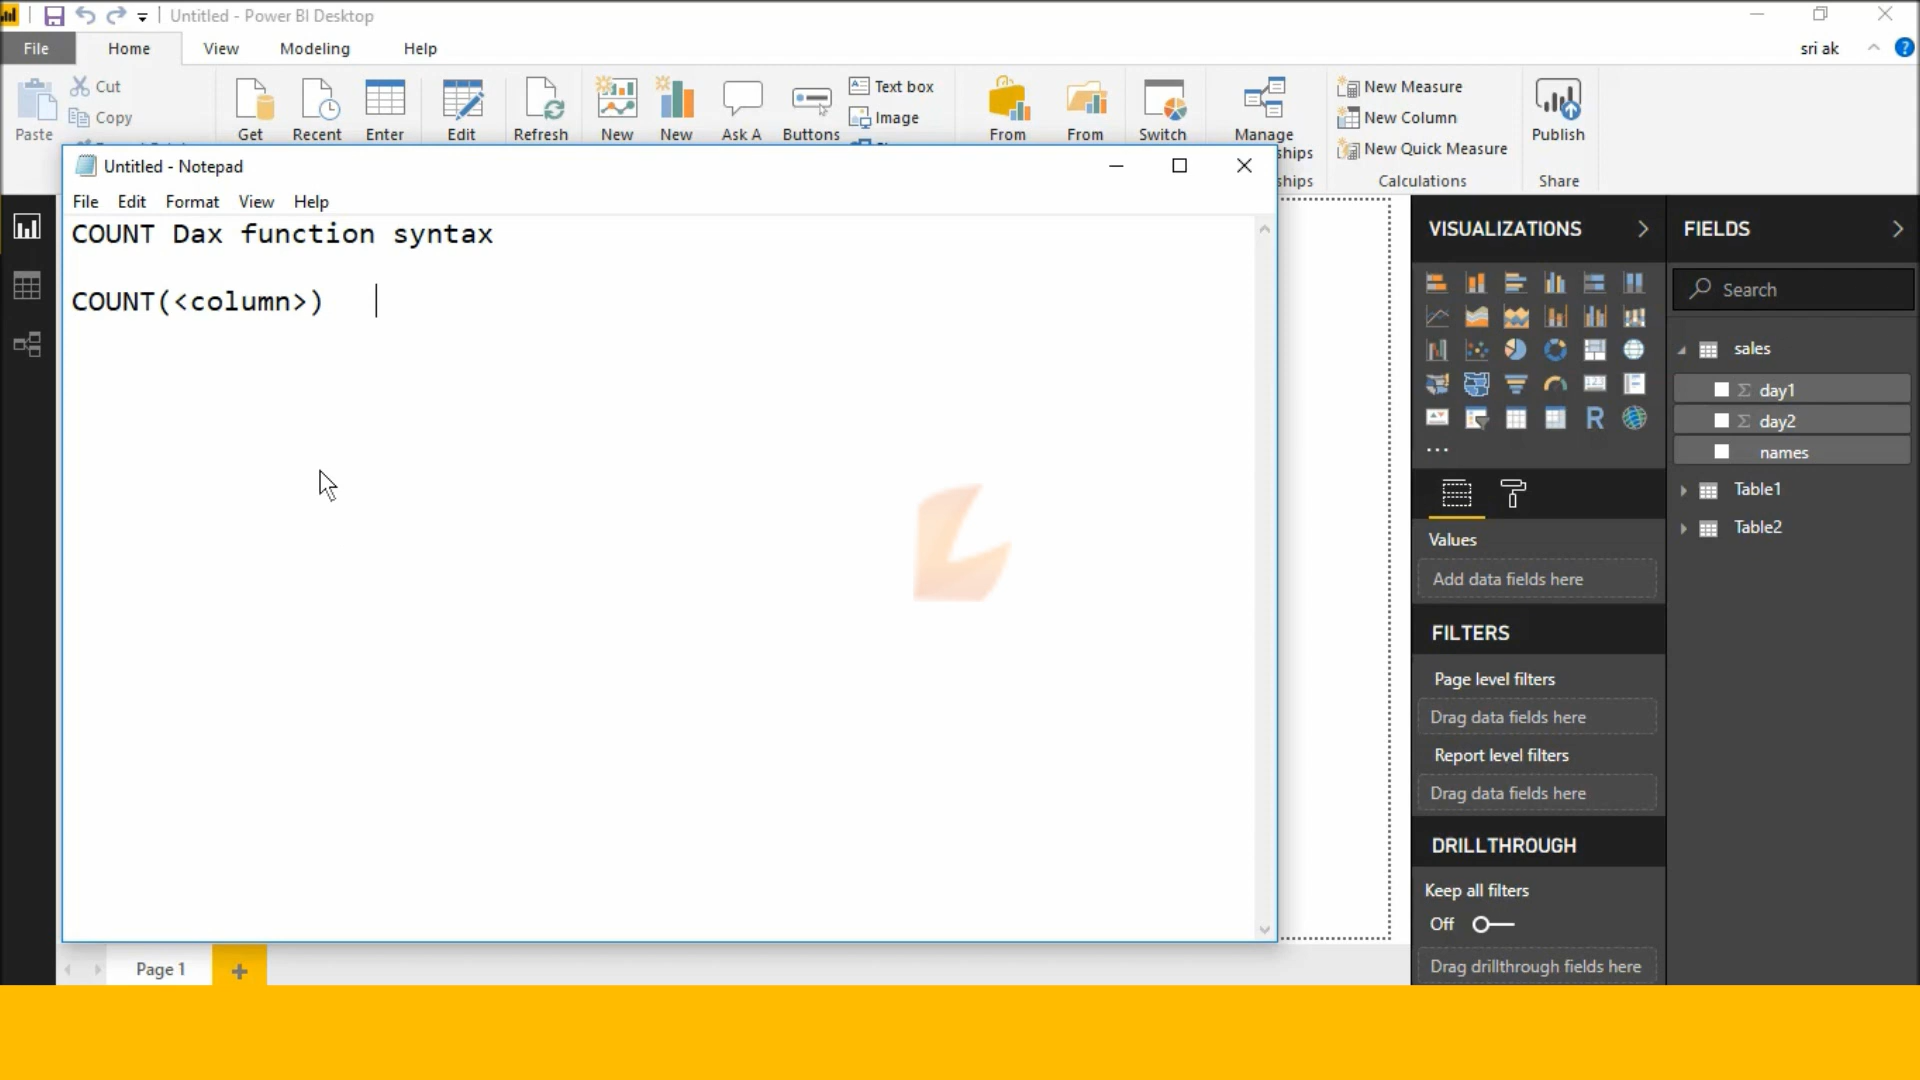 Untitled - Power BI Desktop
File Home View Modeling Help sri ak
Cut
Copy
Paste Get Recent Enter Edit Refresh New New Ask A Buttons
Text box
Image
From From Switch Manage
New Measure
New Column
New Quick Measure
Calculations
Publish
Share
Untitled - Notepad
File Edit Format View Help
COUNT Dax function syntax
COUNT(<column>)
VISUALIZATIONS
R
Values
Add data fields here
FILTERS
Page level filters
Drag data fields here
Report level filters
Drag data fields here
DRILLTHROUGH
Keep all filters
Off
Drag drillthrough fields here
FIELDS
Search
sales
Σ day1
Σ day2
names
Table1
Table2
Page 1